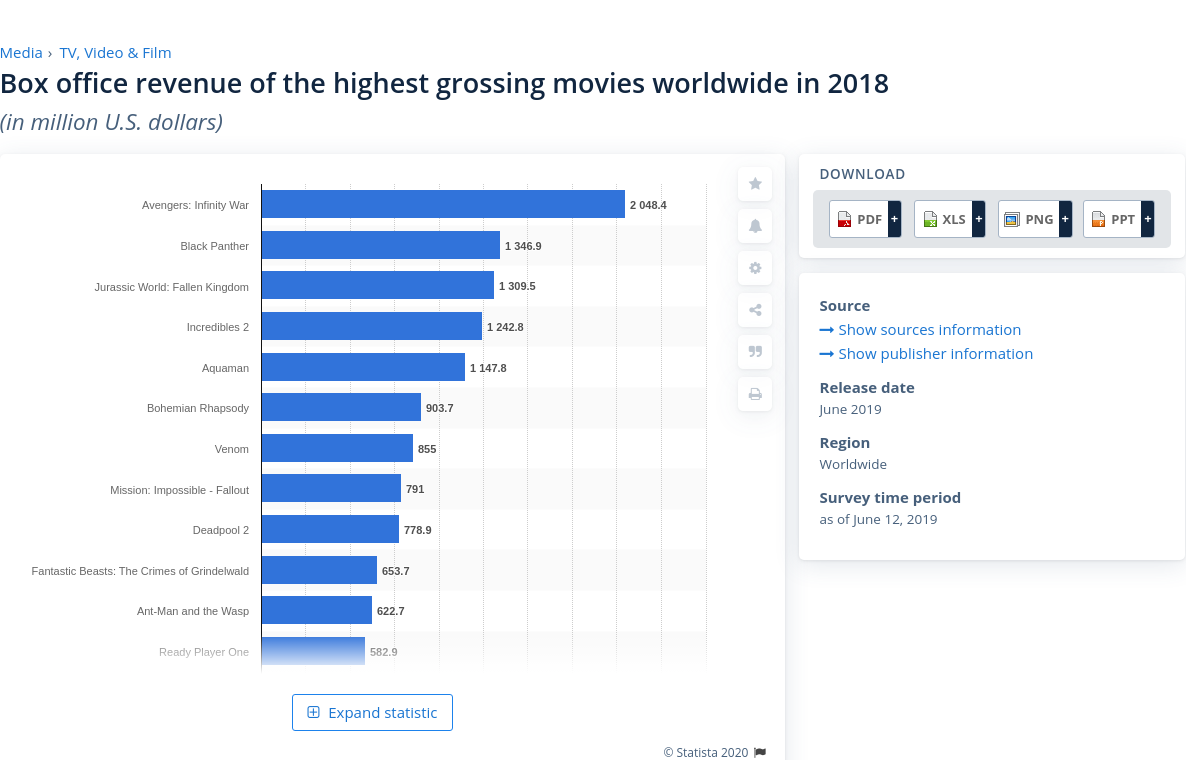 Media › TV, Video & Film
Box office revenue of the highest grossing movies worldwide in 2018
(in million U.S. dollars)
Avengers: Infinity War 2 048.4
Black Panther 1 346.9
Jurassic World: Fallen Kingdom 1 309.5
Incredibles 2 1 242.8
Aquaman 1 147.8
Bohemian Rhapsody 903.7
Venom 855
Mission: Impossible - Fallout 791
Deadpool 2 778.9
Fantastic Beasts: The Crimes of Grindelwald 653.7
Ant-Man and the Wasp 622.7
Ready Player One 582.9
Expand statistic
© Statista 2020
DOWNLOAD
PDF + XLS + PNG + PPT +
Source
Show sources information
Show publisher information
Release date
June 2019
Region
Worldwide
Survey time period
as of June 12, 2019